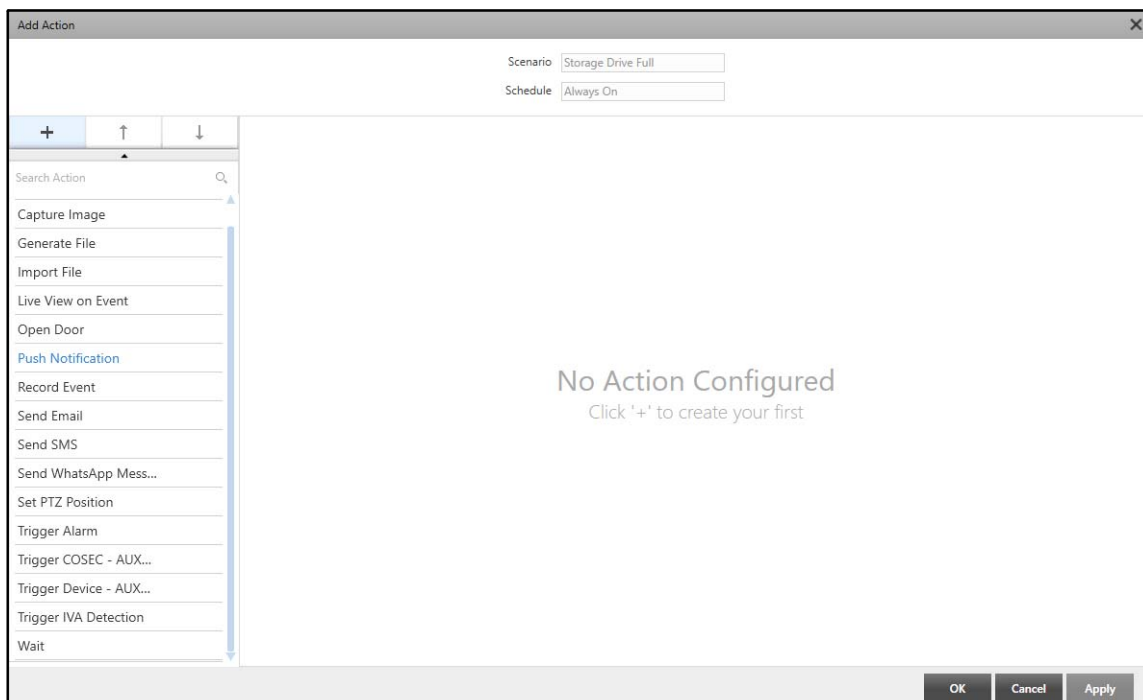 Add Action
Scenario Storage Drive Full
Schedule Always On
Search Action
Capture Image
Generate File
Import File
Live View on Event
Open Door
Push Notification
Record Event
Send Email
Send SMS
Send WhatsApp Mess...
Set PTZ Position
Trigger Alarm
Trigger COSEC - AUX...
Trigger Device - AUX...
Trigger IVA Detection
Wait
No Action Configured
Click '+' to create your first
OK Cancel Apply